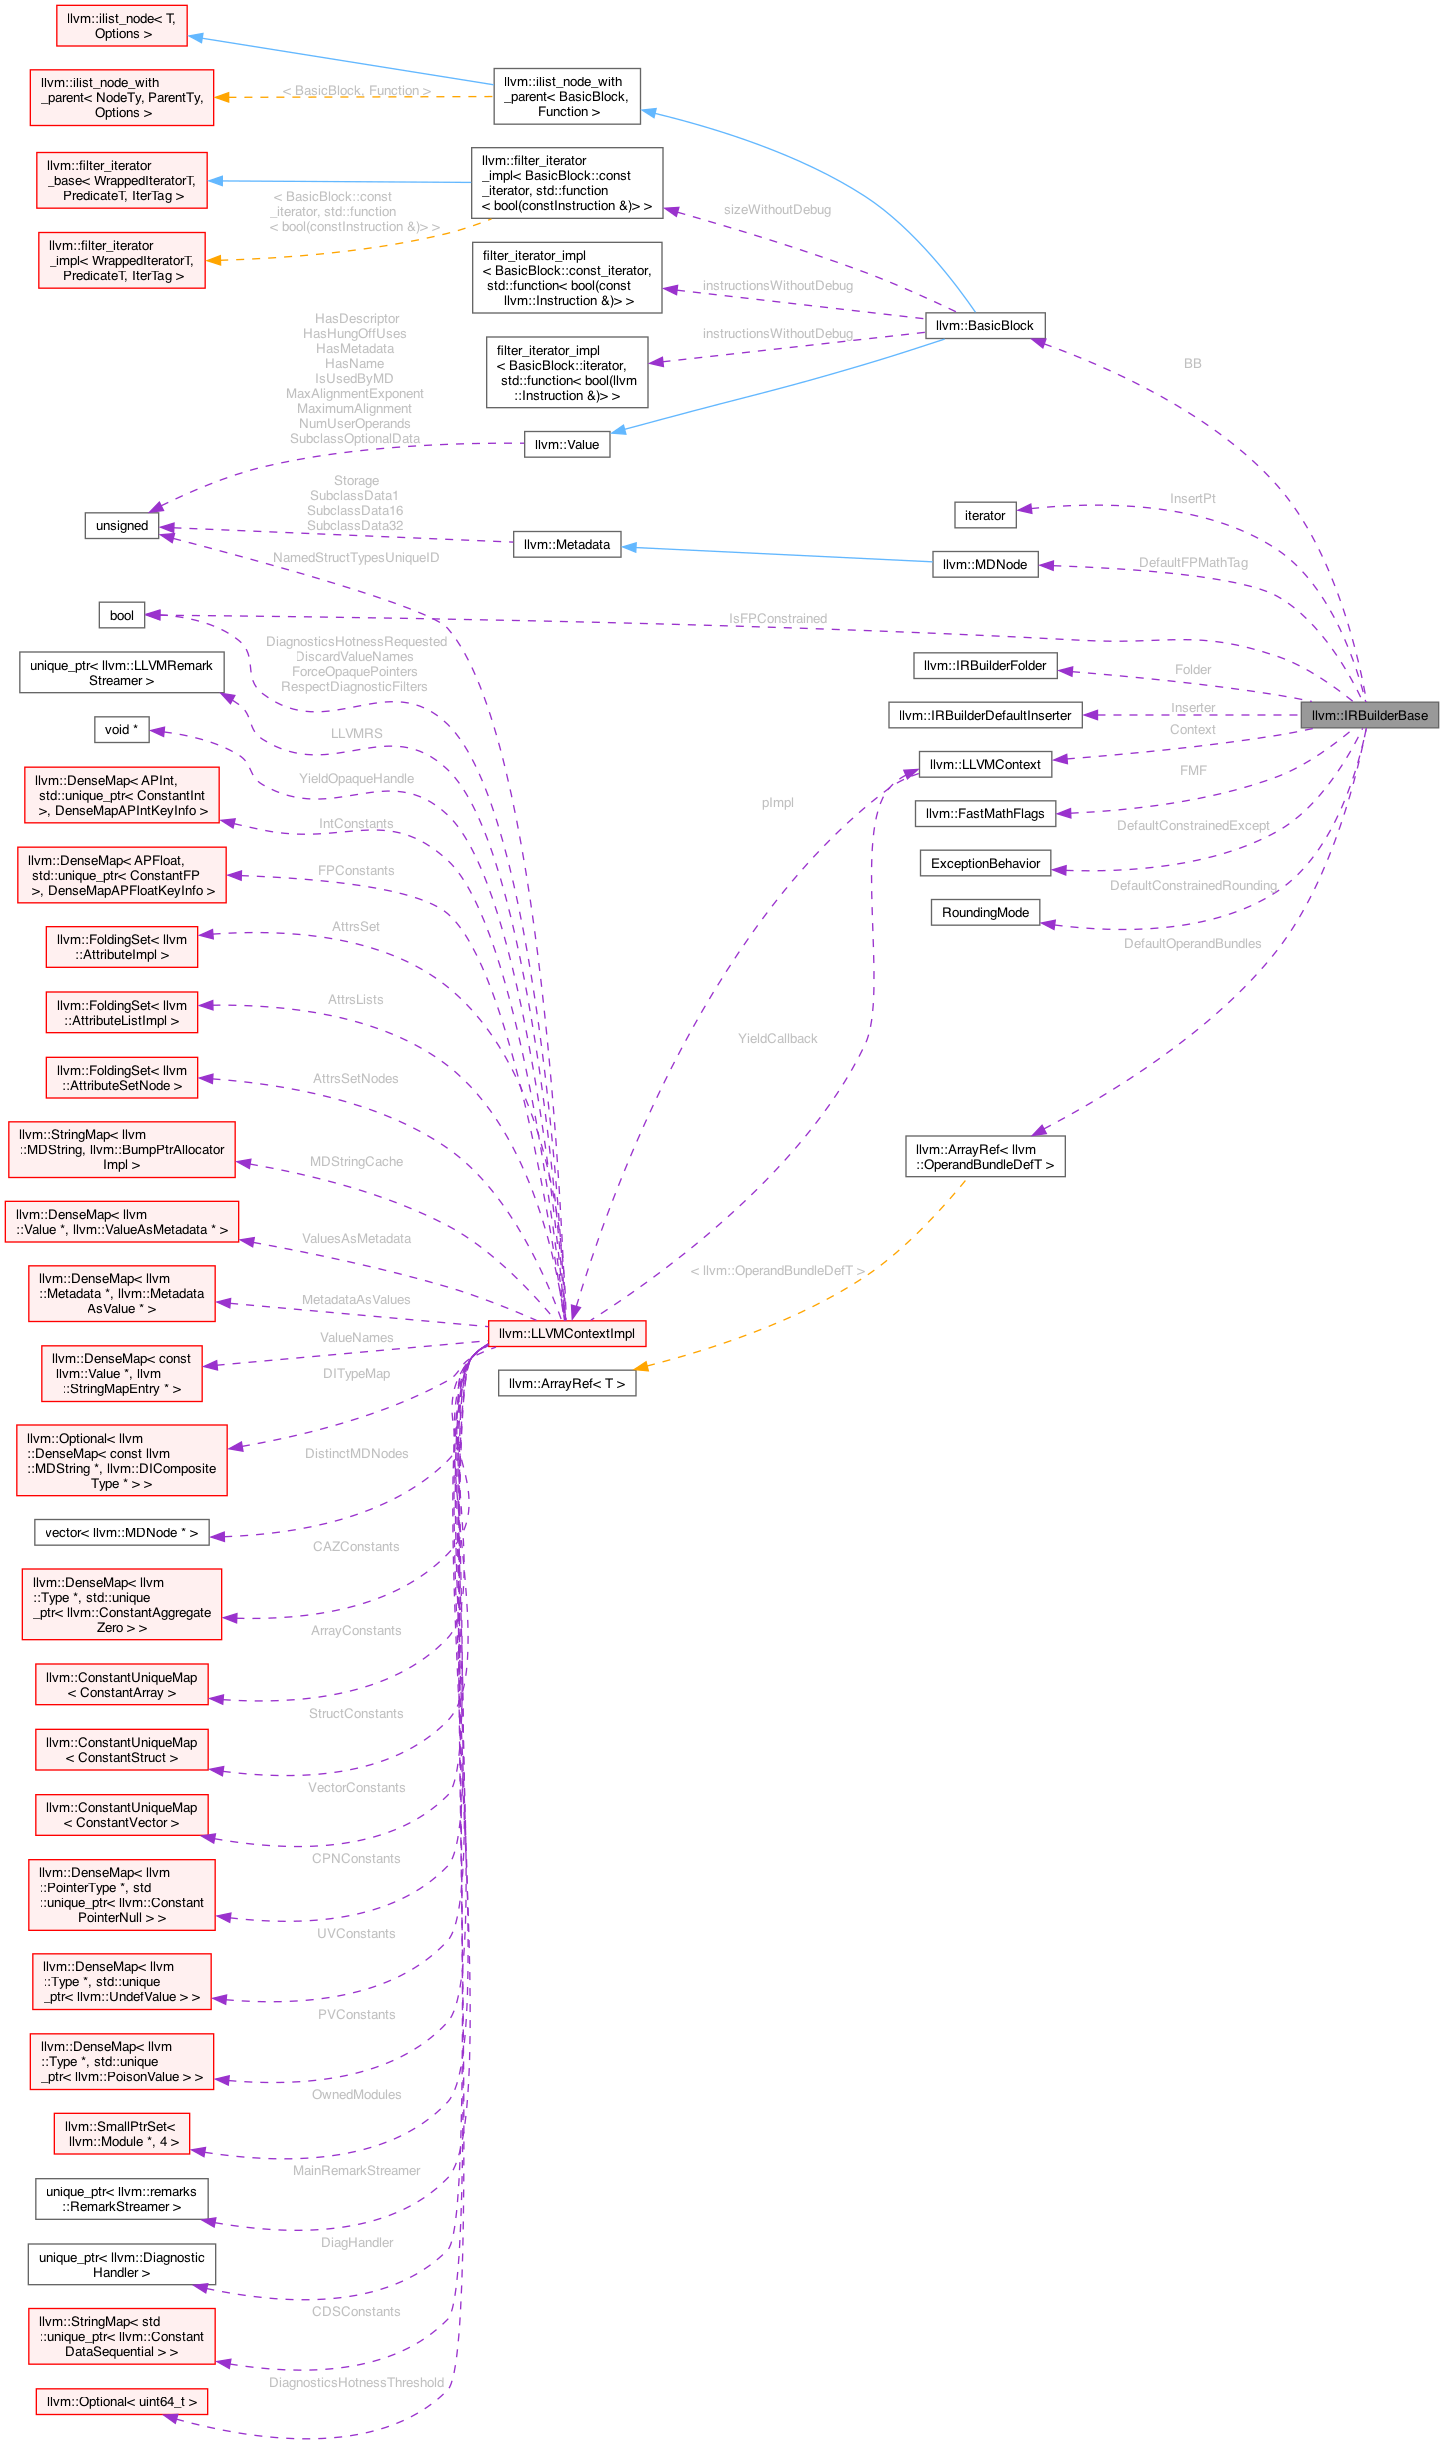 llvm::ilist_node< T,
Options >
llvm::ilist_node_with
_parent< NodeTy, ParentTy,
Options >
< BasicBlock, Function >
llvm::ilist_node_with
_parent< BasicBlock,
Function >
llvm::filter_iterator
_base< WrappedIteratorT,
PredicateT, IterTag >
llvm::filter_iterator
_impl< BasicBlock::const
_iterator, std::function
< bool(constInstruction &)> >
< BasicBlock::const
_iterator, std::function
< bool(constInstruction &)> >
sizeWithoutDebug
llvm::filter_iterator
_impl< WrappedIteratorT,
PredicateT, IterTag >
filter_iterator_impl
< BasicBlock::const_iterator,
std::function< bool(const
llvm::Instruction &)> >
instructionsWithoutDebug
llvm::BasicBlock
instructionsWithoutDebug
filter_iterator_impl
< BasicBlock::iterator,
std::function< bool(llvm
::Instruction &)> >
BB
HasDescriptor
HasHungOffUses
HasMetadata
HasName
IsUsedByMD
MaxAlignmentExponent
MaximumAlignment
NumUserOperands
SubclassOptionalData
llvm::Value
Storage
SubclassData1
SubclassData16
SubclassData32
unsigned
llvm::Metadata
InsertPt
iterator
NamedStructTypesUniqueID
DefaultFPMathTag
llvm::MDNode
bool
IsFPConstrained
DiagnosticsHotnessRequested
DiscardValueNames
ForceOpaquePointers
RespectDiagnosticFilters
unique_ptr< llvm::LLVMRemark
Streamer >
llvm::IRBuilderFolder
Folder
void *
LLVMRS
llvm::IRBuilderDefaultInserter
Inserter
llvm::IRBuilderBase
Context
llvm::LLVMContext
YieldOpaqueHandle
FMF
llvm::DenseMap< APInt,
std::unique_ptr< ConstantInt
>, DenseMapAPIntKeyInfo >
pImpl
llvm::FastMathFlags
IntConstants
DefaultConstrainedExcept
ExceptionBehavior
llvm::DenseMap< APFloat,
std::unique_ptr< ConstantFP
>, DenseMapAPFloatKeyInfo >
FPConstants
DefaultConstrainedRounding
RoundingMode
AttrsSet
llvm::FoldingSet< llvm
::AttributeImpl >
DefaultOperandBundles
AttrsLists
llvm::FoldingSet< llvm
::AttributeListImpl >
YieldCallback
llvm::FoldingSet< llvm
::AttributeSetNode >
AttrsSetNodes
llvm::StringMap< llvm
::MDString, llvm::BumpPtrAllocator
Impl >
MDStringCache
llvm::ArrayRef< llvm
::OperandBundleDefT >
llvm::DenseMap< llvm
::Value *, llvm::ValueAsMetadata * >
ValuesAsMetadata
< llvm::OperandBundleDefT >
llvm::DenseMap< llvm
::Metadata *, llvm::Metadata
AsValue * >
MetadataAsValues
llvm::LLVMContextImpl
ValueNames
llvm::DenseMap< const
llvm::Value *, llvm
::StringMapEntry * >
DITypeMap
llvm::ArrayRef< T >
llvm::Optional< llvm
::DenseMap< const llvm
::MDString *, llvm::DIComposite
Type * > >
DistinctMDNodes
vector< llvm::MDNode * >
CAZConstants
llvm::DenseMap< llvm
::Type *, std::unique
_ptr< llvm::ConstantAggregate
Zero > >
ArrayConstants
llvm::ConstantUniqueMap
< ConstantArray >
StructConstants
llvm::ConstantUniqueMap
< ConstantStruct >
VectorConstants
llvm::ConstantUniqueMap
< ConstantVector >
CPNConstants
llvm::DenseMap< llvm
::PointerType *, std
::unique_ptr< llvm::Constant
PointerNull > >
UVConstants
llvm::DenseMap< llvm
::Type *, std::unique
_ptr< llvm::UndefValue > >
PVConstants
llvm::DenseMap< llvm
::Type *, std::unique
_ptr< llvm::PoisonValue > >
OwnedModules
llvm::SmallPtrSet<
llvm::Module *, 4 >
MainRemarkStreamer
unique_ptr< llvm::remarks
::RemarkStreamer >
DiagHandler
unique_ptr< llvm::Diagnostic
Handler >
CDSConstants
llvm::StringMap< std
::unique_ptr< llvm::Constant
DataSequential > >
DiagnosticsHotnessThreshold
llvm::Optional< uint64_t >